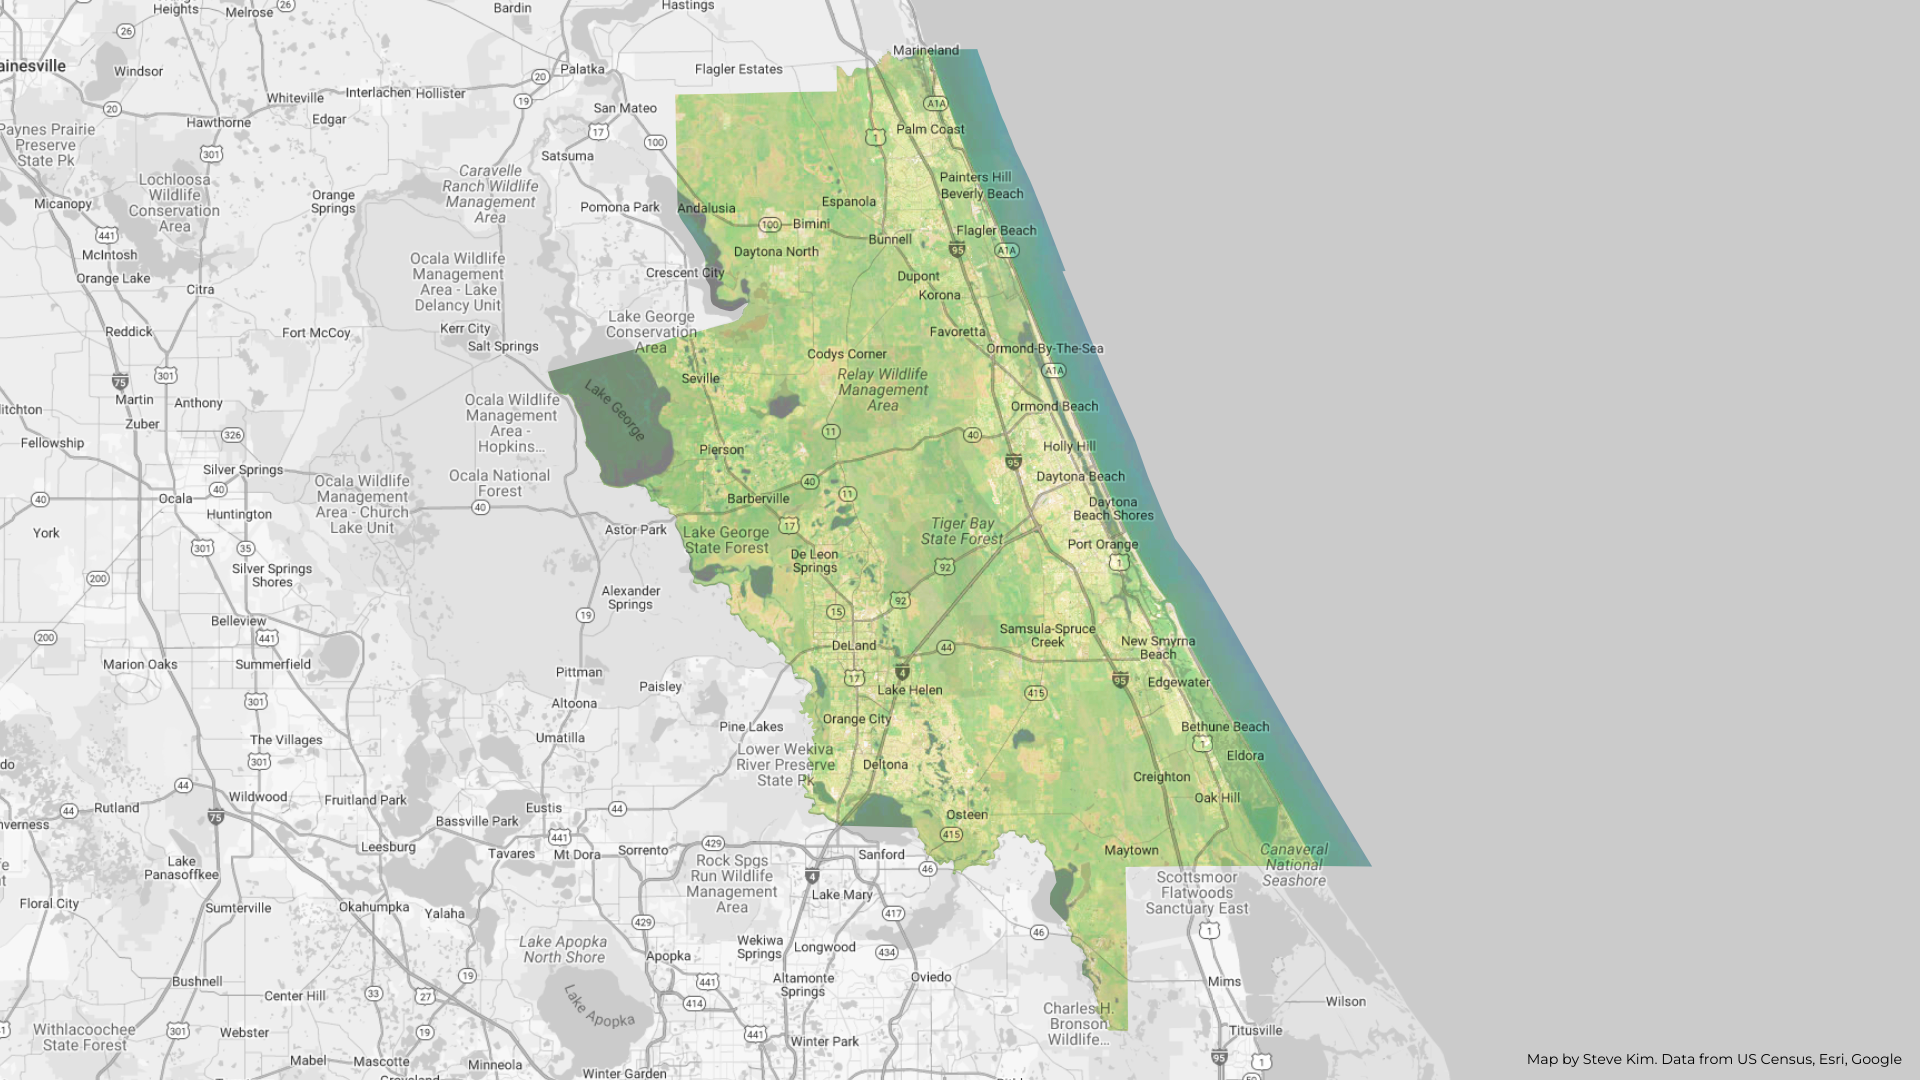 Heights
Melrose
26
Bardin
Hastings
26
Marineland
ainesville
Windsor
20
Palatka
Flagler Estates
Interlachen
Hollister
Whiteville
19
A1A
20
San Mateo
Edgar
Hawthorne
17
Palm Coast
Paynes Prairie
Preserve
State Pk
1
100
301
Satsuma
Caravelle
Ranch Wildlife
Management
Area
Painters Hill
Beverly Beach
Lochloosa
Wildlife
Conservation
Area
Orange
Springs
Micanopy
Pomona Park
Andalusia
Espanola
441
100
Bimini
Flagler Beach
Bunnell
95
A1A
McIntosh
Daytona North
Ocala Wildlife
Management
Area - Lake
Delancy Unit
Crescent City
Orange Lake
Citra
Dupont
Korona
Lake George
Conservation
Area
Reddick
Fort McCoy
Kerr City
Salt Springs
Favoretta
Ormond-By-The-Sea
Codys Corner
A1A
75
301
Seville
Relay Wildlife
Management
Area
Lake George
Martin
Anthony
Ocala Wildlife
Management
Area -
Hopkins...
Ormond Beach
itchton
Zuber
326
11
40
Fellowship
Pierson
Holly Hill
95
Silver Springs
Ocala National
Forest
Daytona Beach
Ocala Wildlife
Management
Area - Church
Lake Unit
40
40
40
11
Ocala
Barberville
Daytona
Beach Shores
40
Huntington
York
Astor Park
17
Lake George
State Forest
Tiger Bay
State Forest
301
35
Port Orange
De Leon
Springs
1
92
200
Silver Springs
Shores
Alexander
Springs
92
19
15
Belleview
200
441
Samsula-Spruce
Creek
New Smyrna
Beach
DeLand
44
Marion Oaks
Summerfield
Pittman
4
17
95
Edgewater
Paisley
Lake Helen
415
301
Altoona
Orange City
Pine Lakes
Bethune Beach
The Villages
Umatilla
1
Lower Wekiva
River Preserve
State Pk
Eldora
301
do
Deltona
Creighton
44
Wildwood
Fruitland Park
Oak Hill
44
Rutland
75
Eustis
44
Osteen
Bassville Park
nverness
441
415
Leesburg
Tavares
Mt Dora
Sorrento
429
Sanford
Maytown
Canaveral
National
Seashore
Lake
Panasoffkee
Rock Spgs
Run Wildlife
Management
Area
46
4
Scottsmoor
Flatwoods
Sanctuary East
Lake Mary
Floral City
Sumterville
Okahumpka
Yalaha
417
429
46
1
Lake Apopka
North Shore
Wekiwa
Springs
Longwood
434
Apopka
Oviedo
19
Altamonte
Springs
Bushnell
441
Mims
33
27
Center Hill
414
Wilson
Lake Apopka
Charles H.
Bronson
Wildlife...
301
Withlacoochee
State Forest
Webster
19
441
Titusville
Winter Park
95
1
Mabel
Mascotte
Minneola
Winter Garden
Map by Steve Kim. Data from US Census, Esri, Google